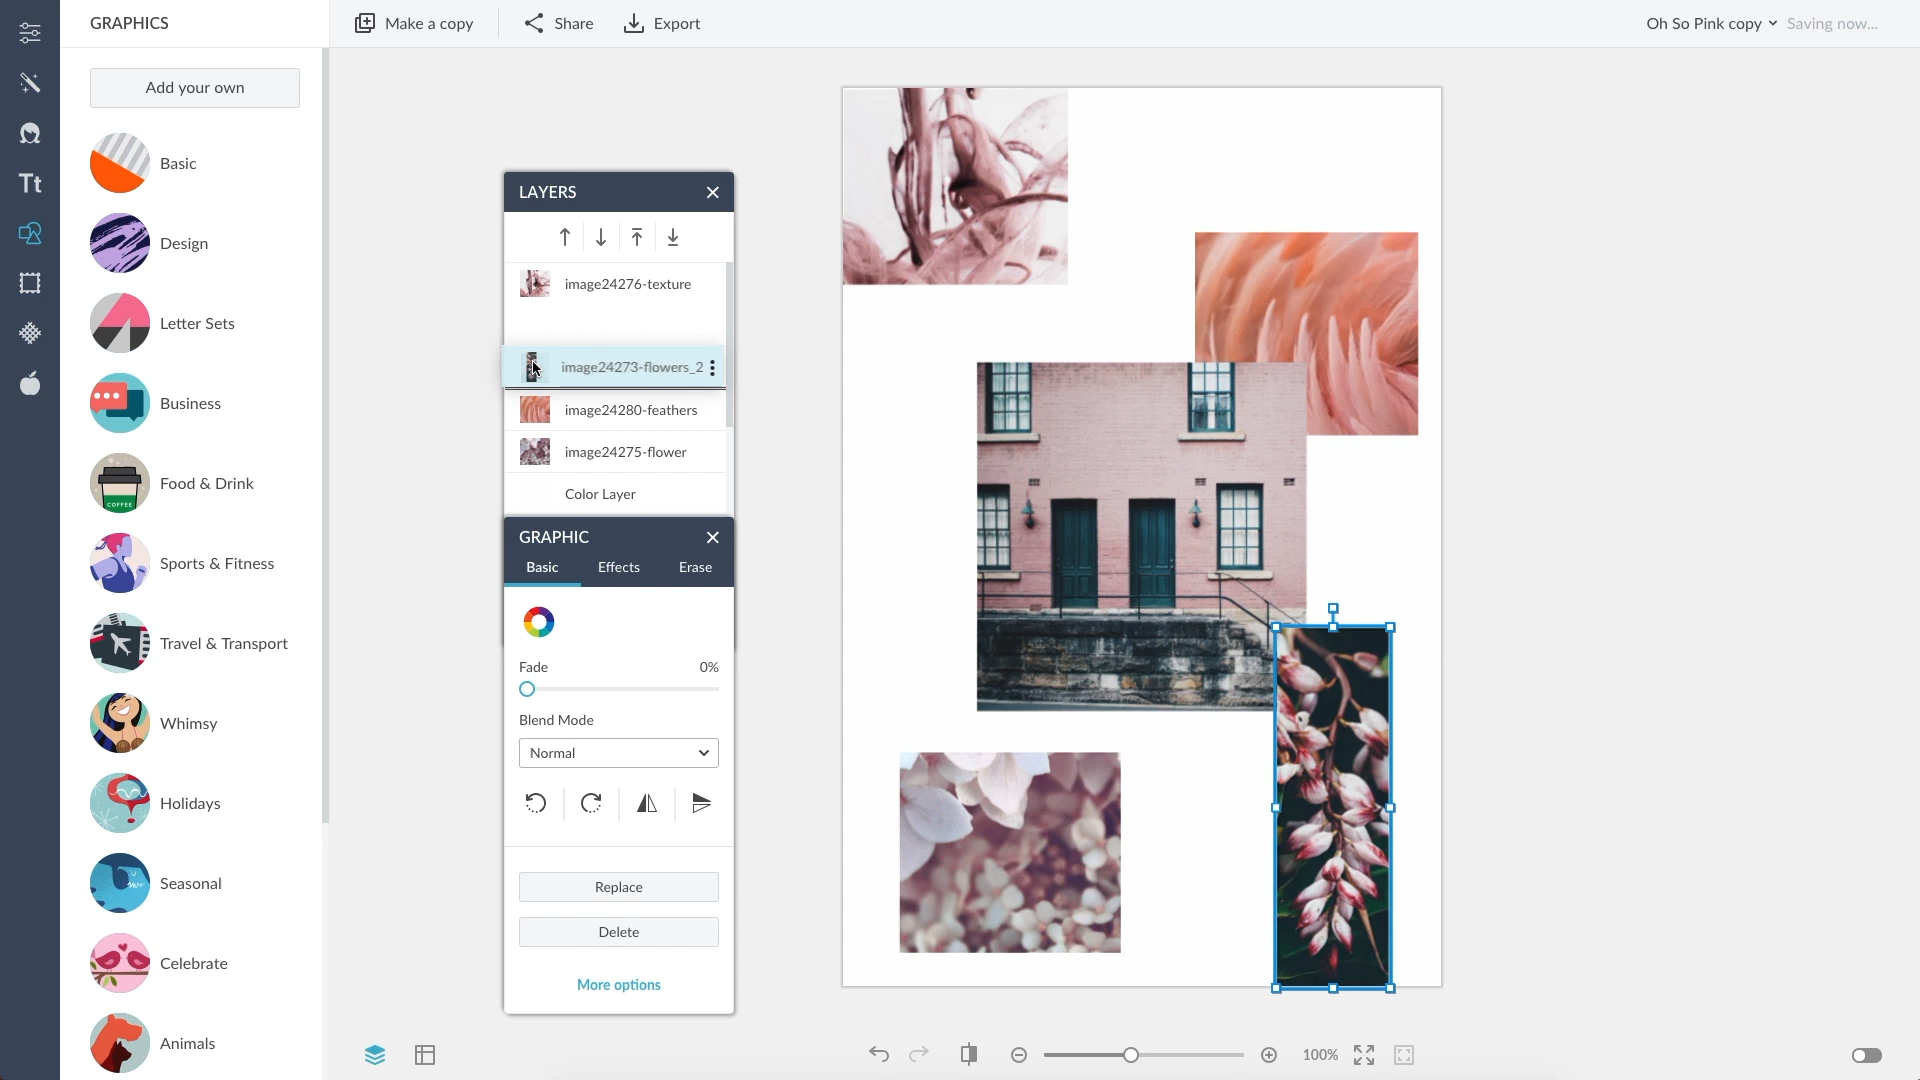 GRAPHICS
Make a copy
Share
Export
Oh So Pink copy
Saving now...
Add your own
Basic
Design
Letter Sets
Business
Food & Drink
COFFEE
Sports & Fitness
Travel & Transport
Whimsy
Holidays
Seasonal
Celebrate
Animals
Tt
LAYERS
image24276-texture
image24273-flowers_2
image24280-feathers
image24275-flower
Color Layer
GRAPHIC
Basic Effects Erase
Fade 0%
Blend Mode
Normal
Replace
Delete
More options
100%